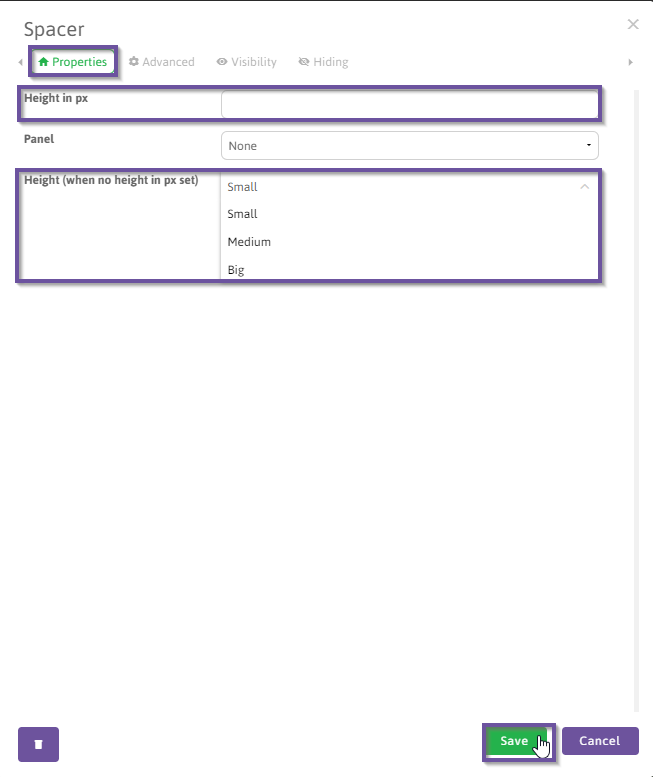 Spacer
Properties Advanced Visibility Hiding
Height in px
Panel None
Height (when no height in px set) Small
Small
Medium
Big
Save Cancel